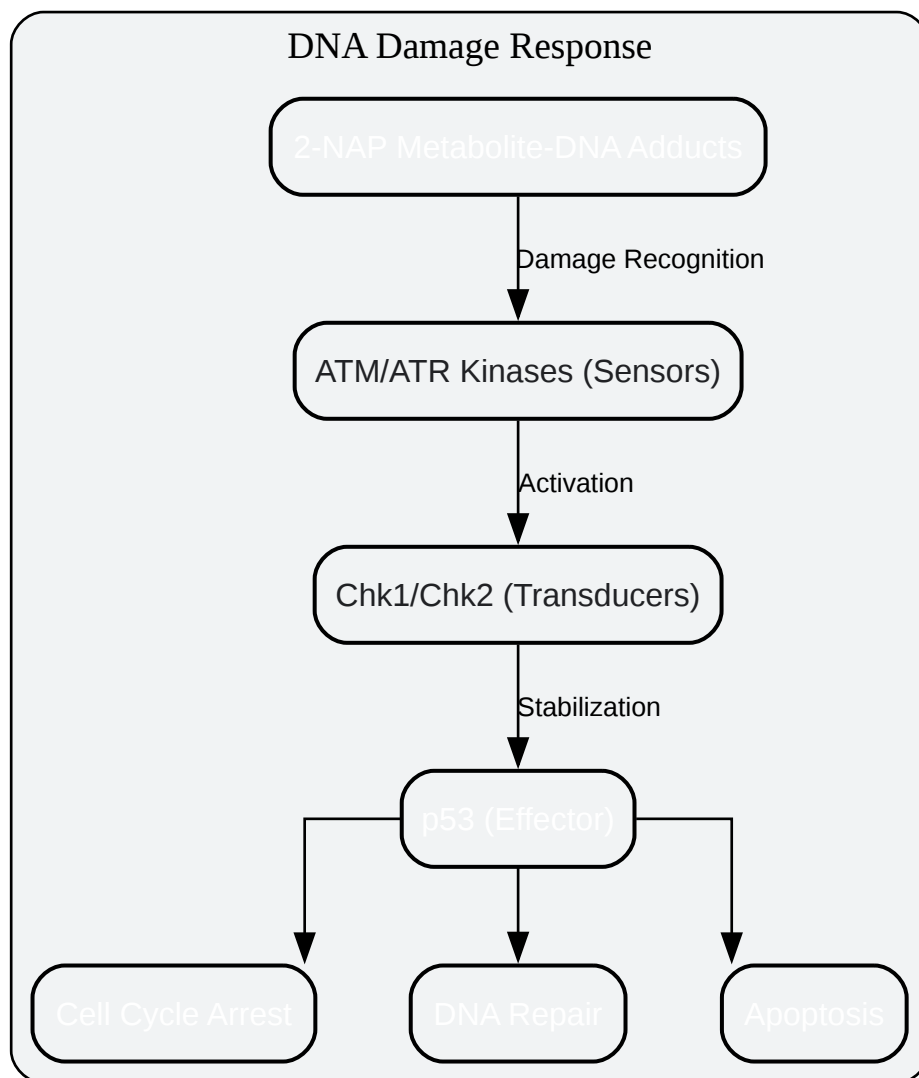 DNA Damage Response
2-NAP Metabolite-DNA Adducts
Damage Recognition
ATM/ATR Kinases (Sensors)
Activation
Chk1/Chk2 (Transducers)
Stabilization
p53 (Effector)
Cell Cycle Arrest
DNA Repair
Apoptosis